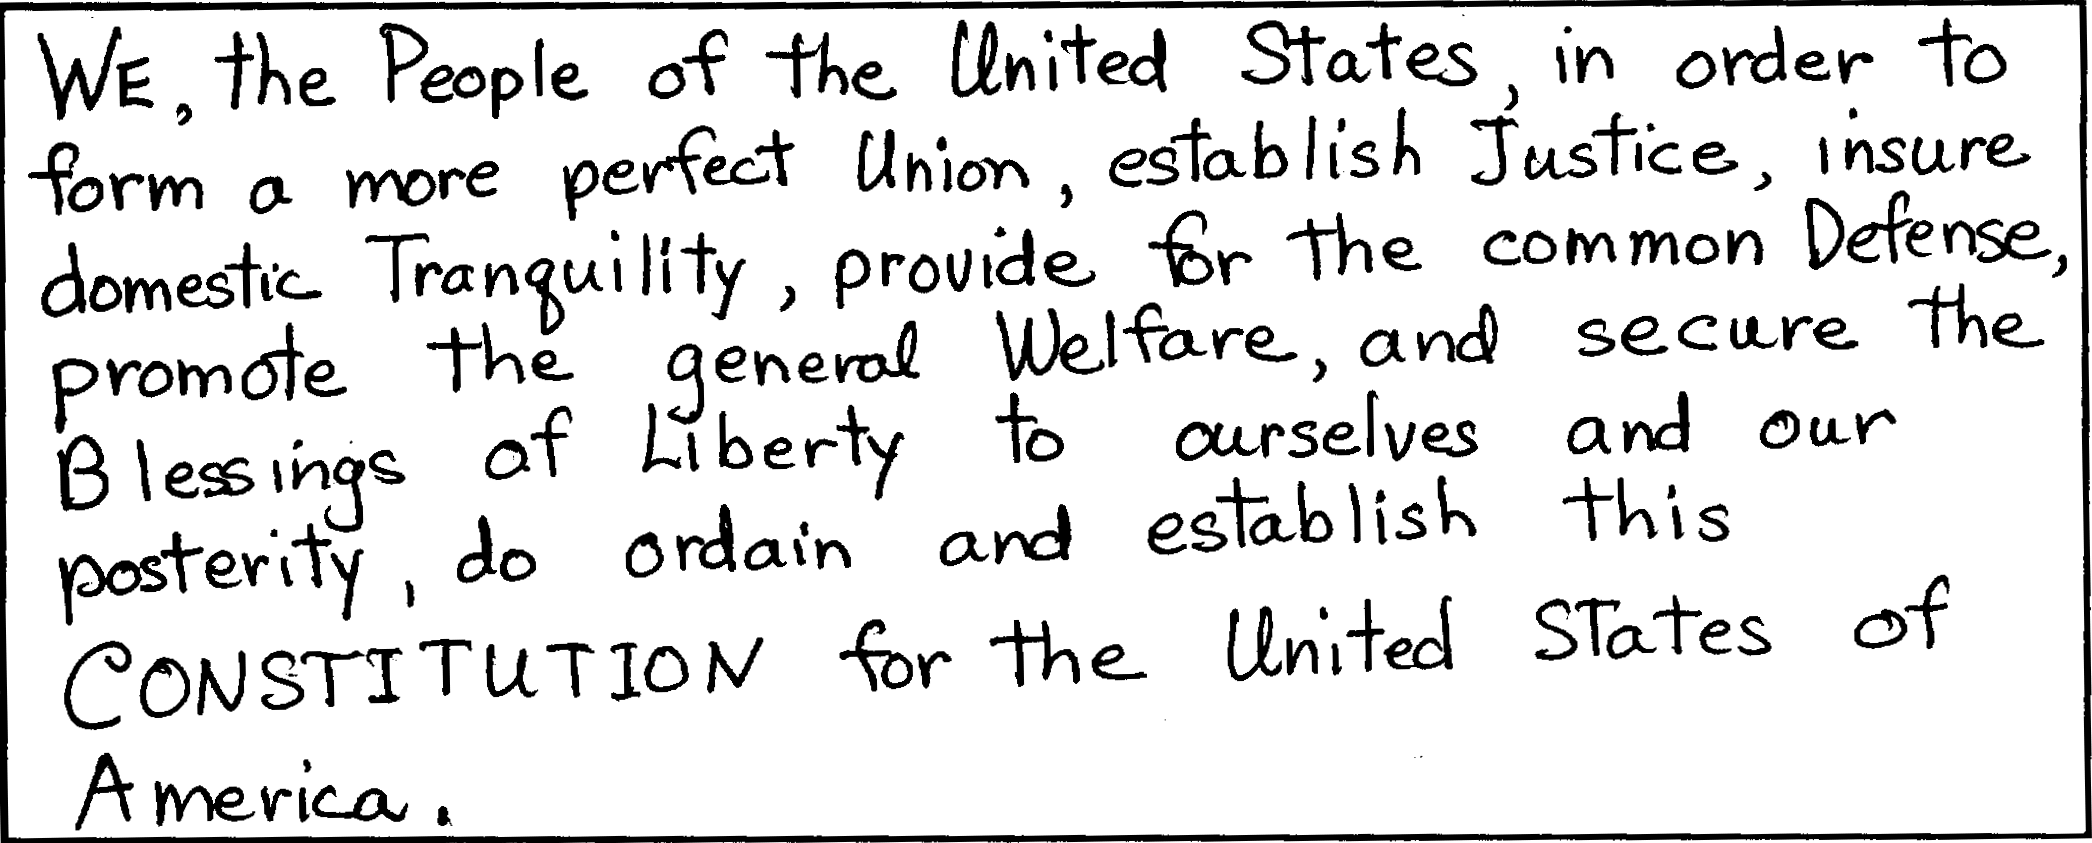 WE, the People of the United States, in order to
form a more perfect Union, establish Justice, insure
domestic Tranquility, provide for the common Defense,
promote the general Welfare, and secure the
Blessings of Liberty to ourselves and our
posterity, do ordain and establish this
CONSTITUTION for the United States of
America.